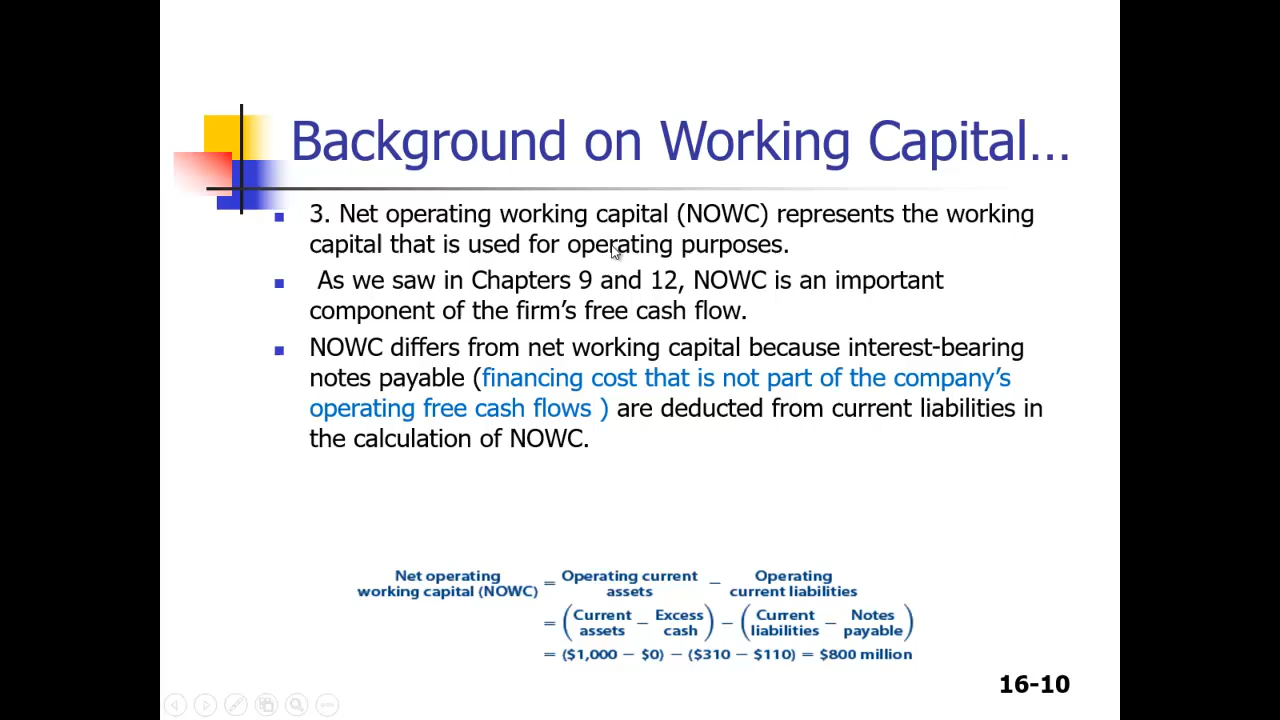 Background on Working Capital...
3. Net operating working capital (NOWC) represents the working
capital that is used for operating purposes.
As we saw in Chapters 9 and 12, NOWC is an important
component of the firm's free cash flow.
NOWC differs from net working capital because interest-bearing
notes payable (financing cost that is not part of the company's
operating free cash flows ) are deducted from current liabilities in
the calculation of NOWC.
Net operating working capital (NOWC) = Operating current assets − Operating current liabilities
= (Current assets − Excess cash) − (Current liabilities − Notes payable)
= ($1,000 − $0) − ($310 − $110) = $800 million
16-10